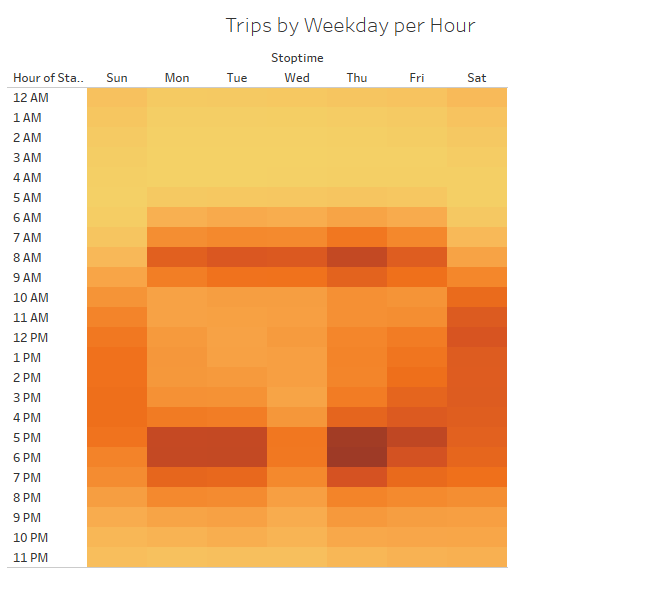 Trips by Weekday per Hour
Stoptime
Hour of Sta.. Sun Mon Tue Wed Thu Fri Sat
12 AM
1 AM
2 AM
3 AM
4 AM
5 AM
6 AM
7 AM
8 AM
9 AM
10 AM
11 AM
12 PM
1 PM
2 PM
3 PM
4 PM
5 PM
6 PM
7 PM
8 PM
9 PM
10 PM
11 PM